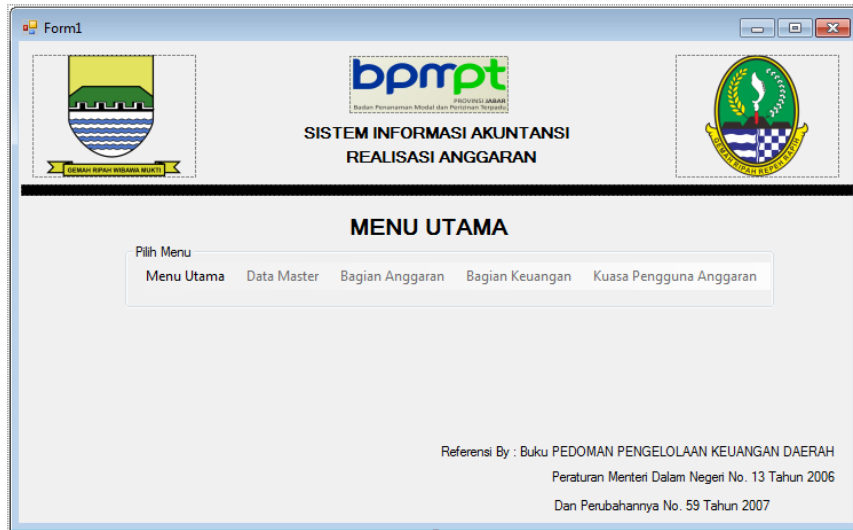 Form1
bpmpt
PROVINSI JABAR
Badan Penanaman Modal dan Perizinan Terpadu
GEMAH RIPAH WIBAWA MUKTI
GEMAH RIPAH REPEH RAPIH
SISTEM INFORMASI AKUNTANSI
REALISASI ANGGARAN
MENU UTAMA
Pilih Menu
Menu Utama Data Master Bagian Anggaran Bagian Keuangan Kuasa Pengguna Anggaran
Referensi By : Buku PEDOMAN PENGELOLAAN KEUANGAN DAERAH
Peraturan Menteri Dalam Negeri No. 13 Tahun 2006
Dan Perubahannya No. 59 Tahun 2007